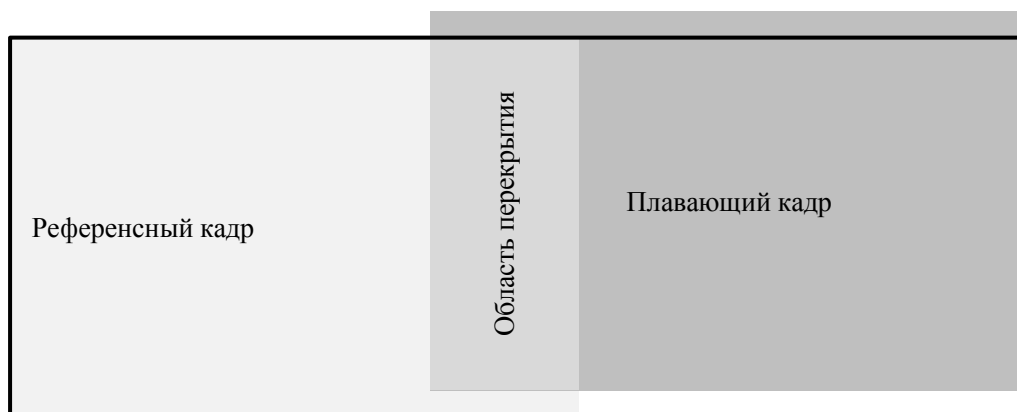 Референсный кадр
Область перекрытия
Плавающий кадр